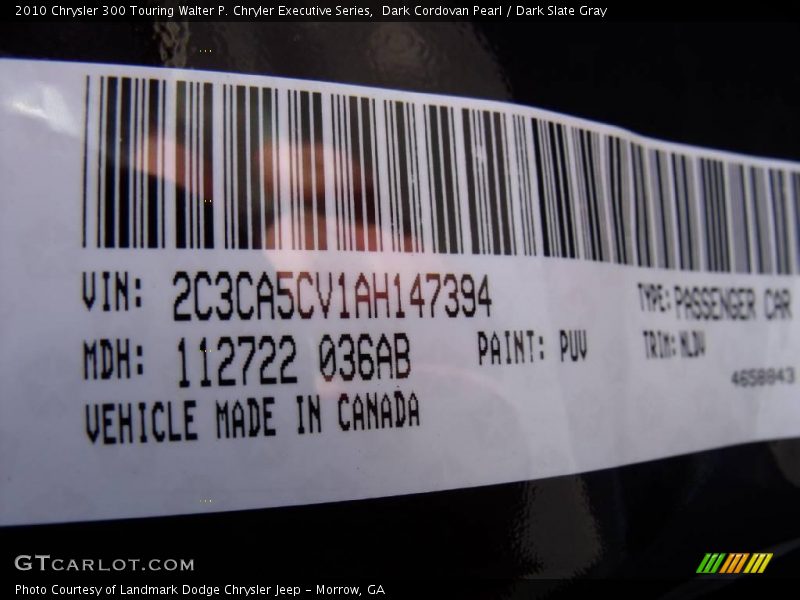 2010 Chrysler 300 Touring Walter P. Chryler Executive Series,  Dark Cordovan Pearl / Dark Slate Gray
VIN: 2C3CA5CV1AH147394 TYPE: PASSENGER CAR
MDH: 112722 036AB PAINT: PUV TRIM: NLDV
4658043
VEHICLE MADE IN CANADA
GTCARLOT.COM
Photo Courtesy of Landmark Dodge Chrysler Jeep - Morrow, GA